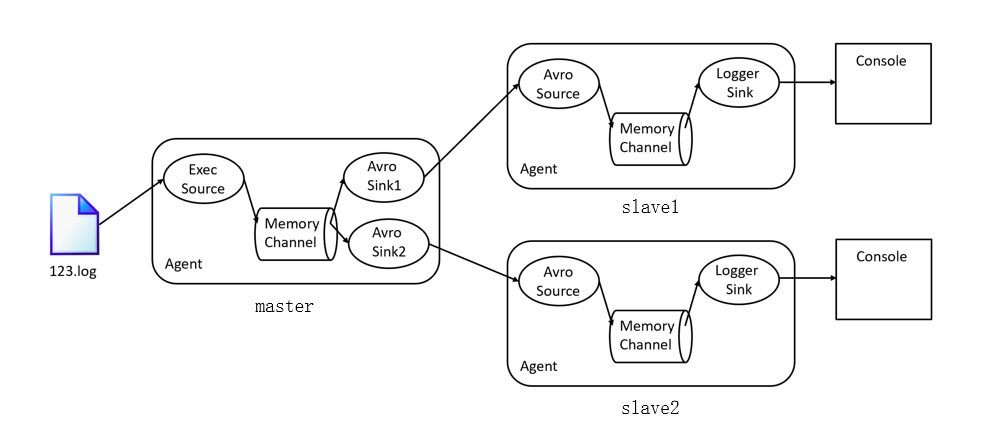 123.log
Exec
Source
Memory
Channel
Avro
Sink1
Avro
Sink2
Agent
master
Avro
Source
Memory
Channel
Logger
Sink
Agent
slave1
Console
Avro
Source
Memory
Channel
Logger
Sink
Agent
slave2
Console